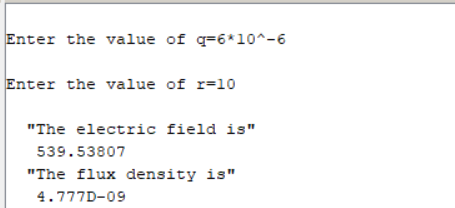 Enter the value of q=6*10^-6
Enter the value of r=10
"The electric field is"
539.53807
"The flux density is"
4.777D-09